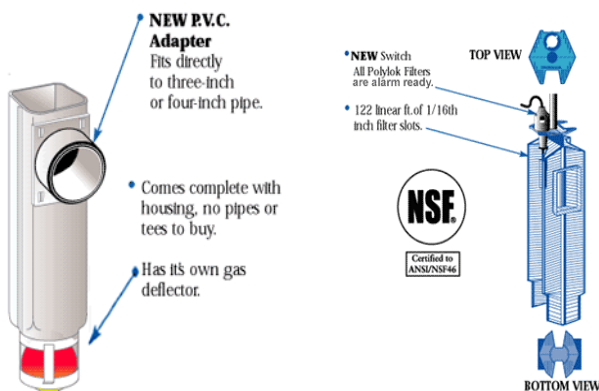 NEW P.V.C.
Adapter
Fits directly
to three-inch
or four-inch pipe.
• Comes complete with
housing, no pipes or
tees to buy.
Has it's own gas
deflector.
• NEW Switch
All Polylok Filters
are alarm ready.
• 122 linear ft. of 1/16th
inch filter slots.
TOP VIEW
NSF®
Certified to
ANSI/NSF46
BOTTOM VIEW